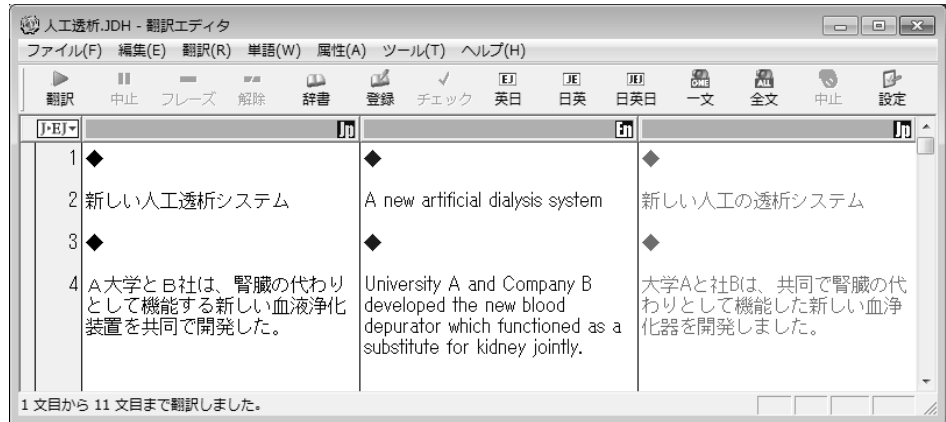 人工透析.JDH - 翻訳エディタ
ファイル(F) 編集(E) 翻訳(R) 単語(W) 属性(A) ツール(T) ヘルプ(H)
EJ JE JEJ ONE ALL
翻訳 中止 フレーズ 解除 辞書 登録 チェック 英日 日英 日英日 一文 全文 中止 設定
J▸EJ▾ Jn En Jn
1 ◆ ◆ ◆
2 新しい人工透析システム A new artificial dialysis system 新しい人工の透析システム
3 ◆ ◆ ◆
4 A大学とB社は、腎臓の代わり University A and Company B 大学Aと社Bは、共同で腎臓の代
として機能する新しい血液浄化 developed the new blood わりとして機能した新しい血浄
装置を共同で開発した。 depurator which functioned as a 化器を開発しました。
substitute for kidney jointly.
1 文目から 11 文目まで翻訳しました。